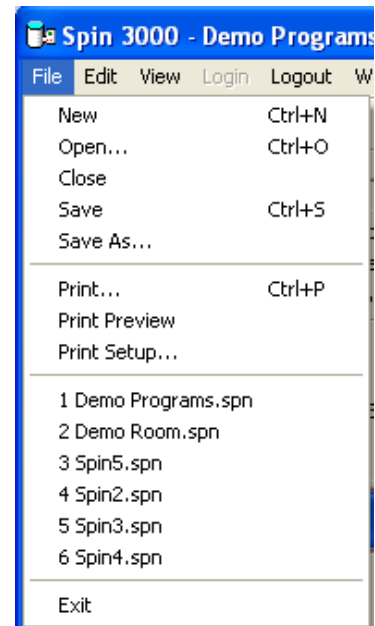 Spin 3000 - Demo Programs
File Edit View Login Logout W
New Ctrl+N
Open... Ctrl+O
Close
Save Ctrl+S
Save As...
Print... Ctrl+P
Print Preview
Print Setup...
1 Demo Programs.spn
2 Demo Room.spn
3 Spin5.spn
4 Spin2.spn
5 Spin3.spn
6 Spin4.spn
Exit